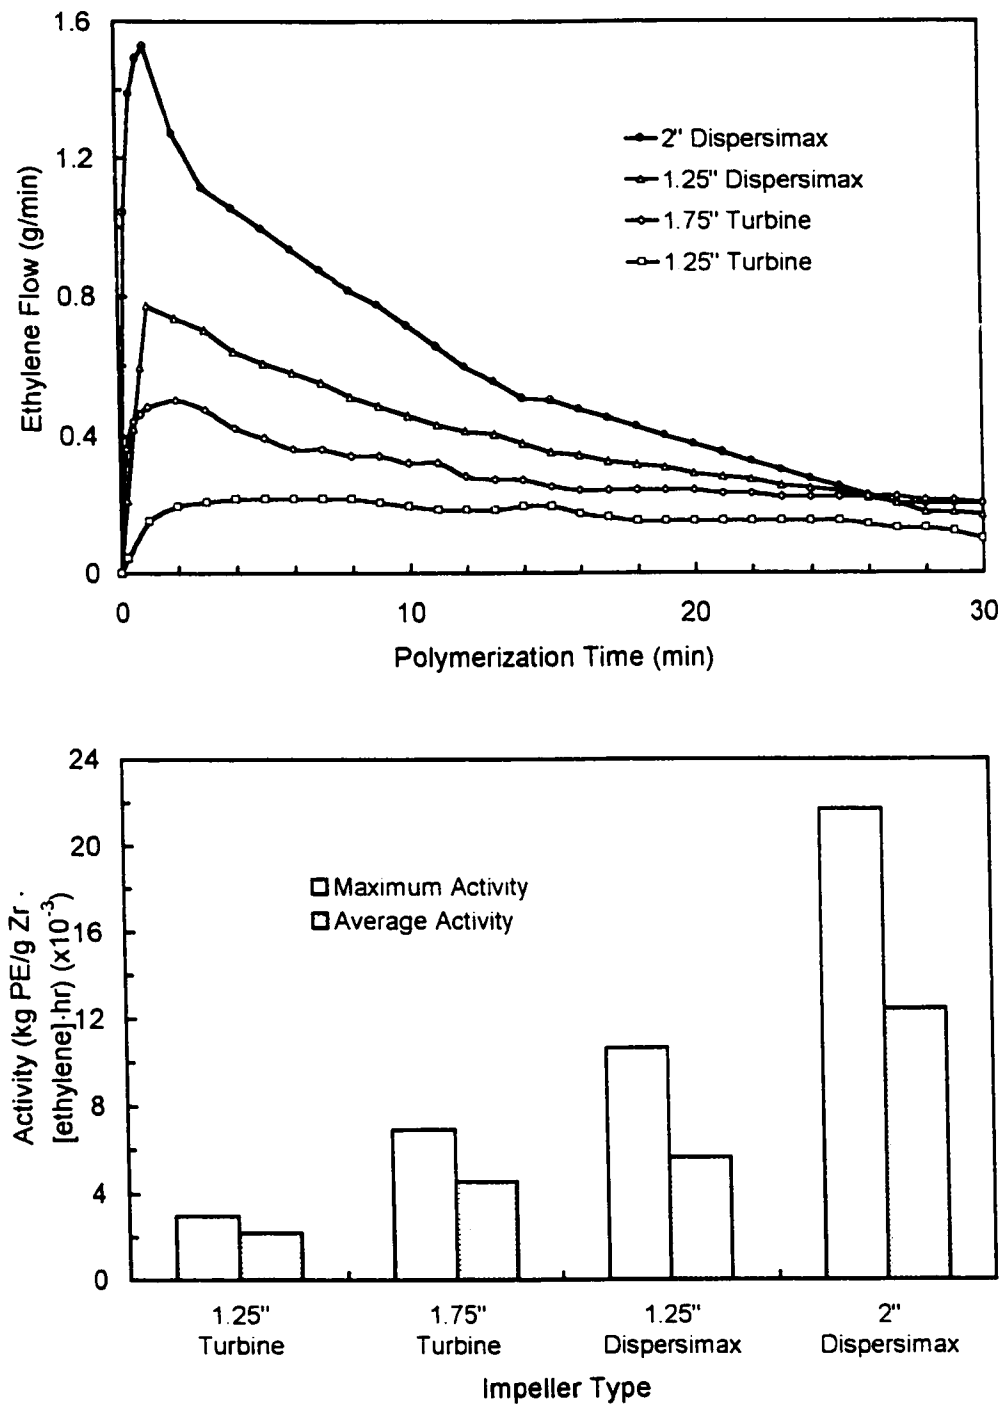 1.6
1.2
0.8
0.4
0
Ethylene Flow (g/min)
2" Dispersimax
1.25" Dispersimax
1.75" Turbine
1.25" Turbine
0 10 20 30
Polymerization Time (min)
24
20
16
12
8
4
0
Activity (kg PE/g Zr ·
[ethylene]·hr) (x10⁻³)
Maximum Activity
Average Activity
1.25" 1.75" 1.25" 2"
Turbine Turbine Dispersimax Dispersimax
Impeller Type